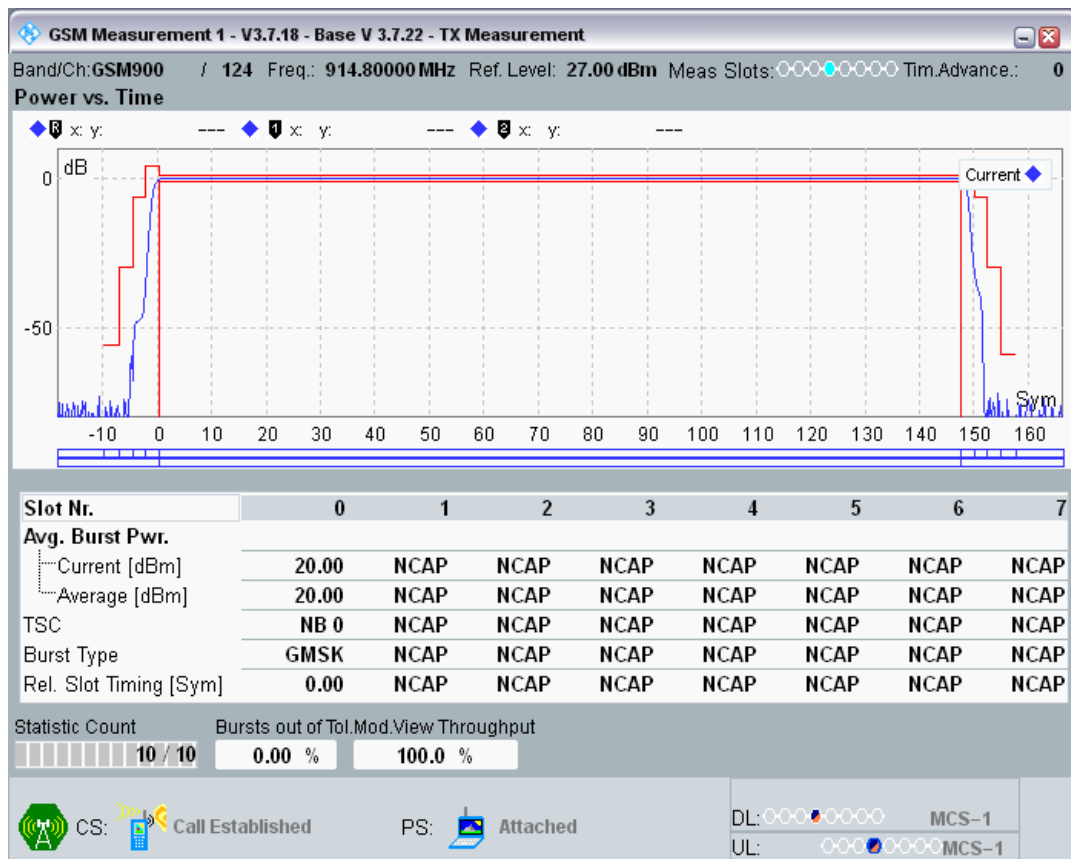 GSM Measurement 1 - V3.7.18 - Base V 3.7.22 - TX Measurement
Band/Ch:GSM900 / 124 Freq.: 914.80000 MHz Ref. Level: 27.00 dBm Meas Slots: Tim.Advance.: 0
Power vs. Time
R x: y: --- 1 x: y: --- 2 x: y: ---
dB
Current
0
-50
Sym
-10 0 10 20 30 40 50 60 70 80 90 100 110 120 130 140 150 160
Slot Nr. 0 1 2 3 4 5 6 7
Avg. Burst Pwr.
Current [dBm] 20.00 NCAP NCAP NCAP NCAP NCAP NCAP NCAP
Average [dBm] 20.00 NCAP NCAP NCAP NCAP NCAP NCAP NCAP
TSC NB 0 NCAP NCAP NCAP NCAP NCAP NCAP NCAP
Burst Type GMSK NCAP NCAP NCAP NCAP NCAP NCAP NCAP
Rel. Slot Timing [Sym] 0.00 NCAP NCAP NCAP NCAP NCAP NCAP NCAP
Statistic Count Bursts out of Tol.Mod.View Throughput
10 / 10 0.00 % 100.0 %
CS: Call Established PS: Attached
DL: MCS-1
UL: MCS-1